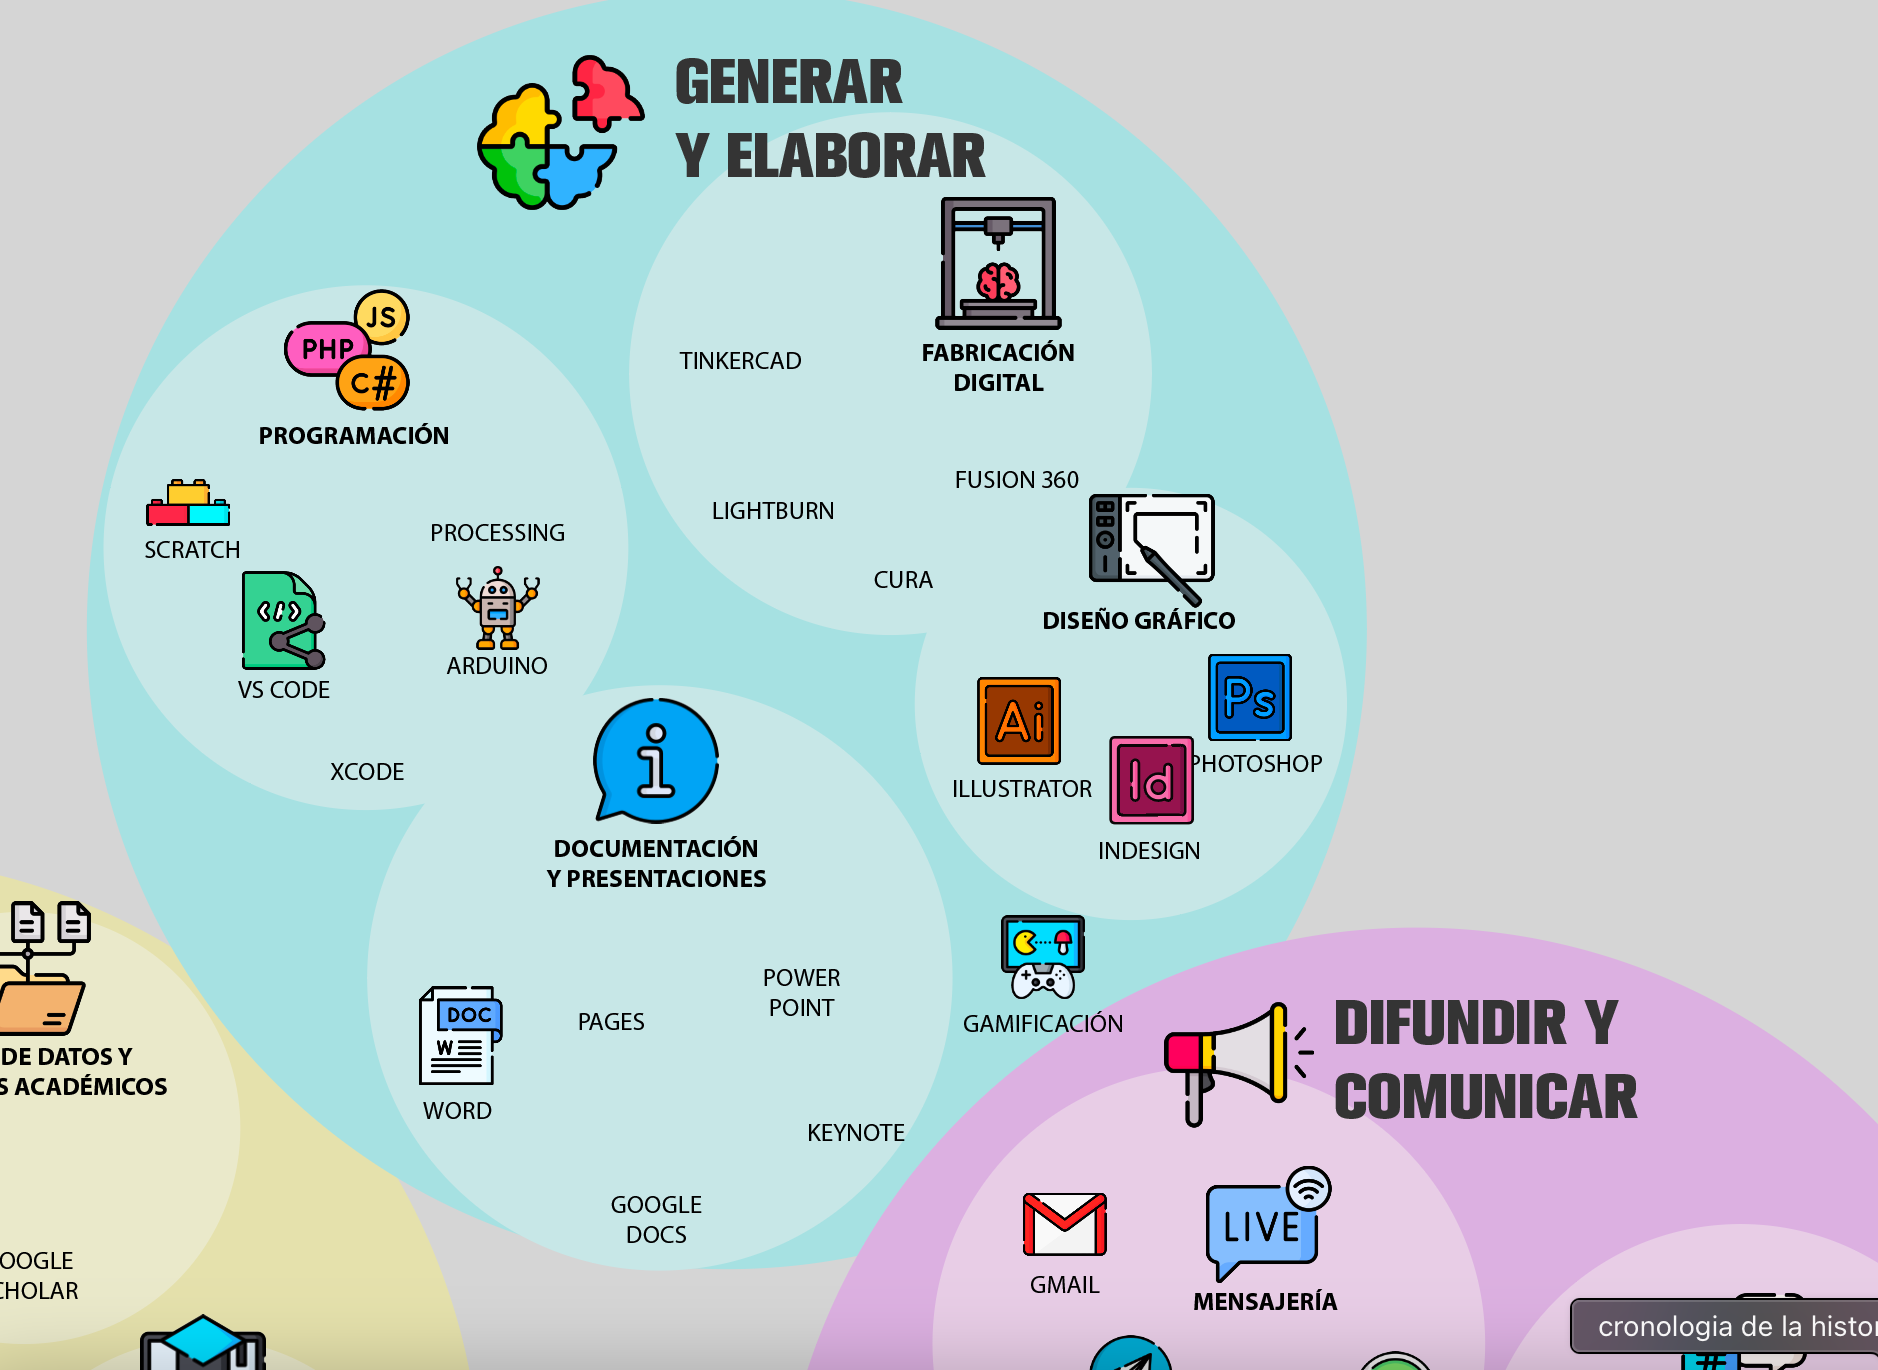 GENERAR
Y ELABORAR
JS
PHP
C#
PROGRAMACIÓN
SCRATCH
PROCESSING
</>
VS CODE
ARDUINO
XCODE
FABRICACIÓN
DIGITAL
TINKERCAD
FUSION 360
LIGHTBURN
CURA
DISEÑO GRÁFICO
Ai
ILLUSTRATOR
Id
INDESIGN
Ps
PHOTOSHOP
i
DOCUMENTACIÓN
Y PRESENTACIONES
DOC
W
WORD
PAGES
POWER
POINT
KEYNOTE
GOOGLE
DOCS
GAMIFICACIÓN
DE DATOS Y
S ACADÉMICOS
OOGLE
CHOLAR
DIFUNDIR Y
COMUNICAR
GMAIL
LIVE
MENSAJERÍA
#
cronologia de la histor